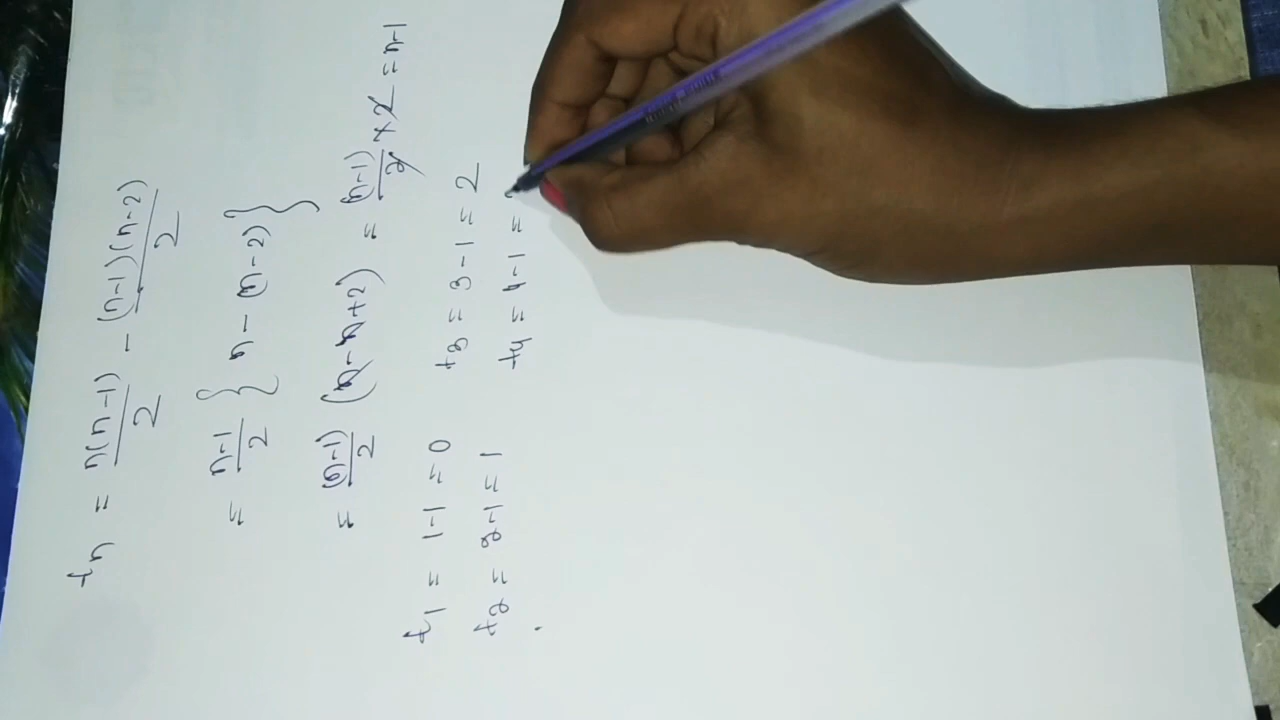 tn = n(n-1)/2 - (n-1)(n-2)/2
= n-1/2 { n-(n-2)}}
= (n-1)/2 (n-n+2) = (n-1)/2 × 2 = n-1
t1 = 1-1 = 0
t3 = 3-1 = 2
t2 = 2-1 = 1
t4 = 4-1 =